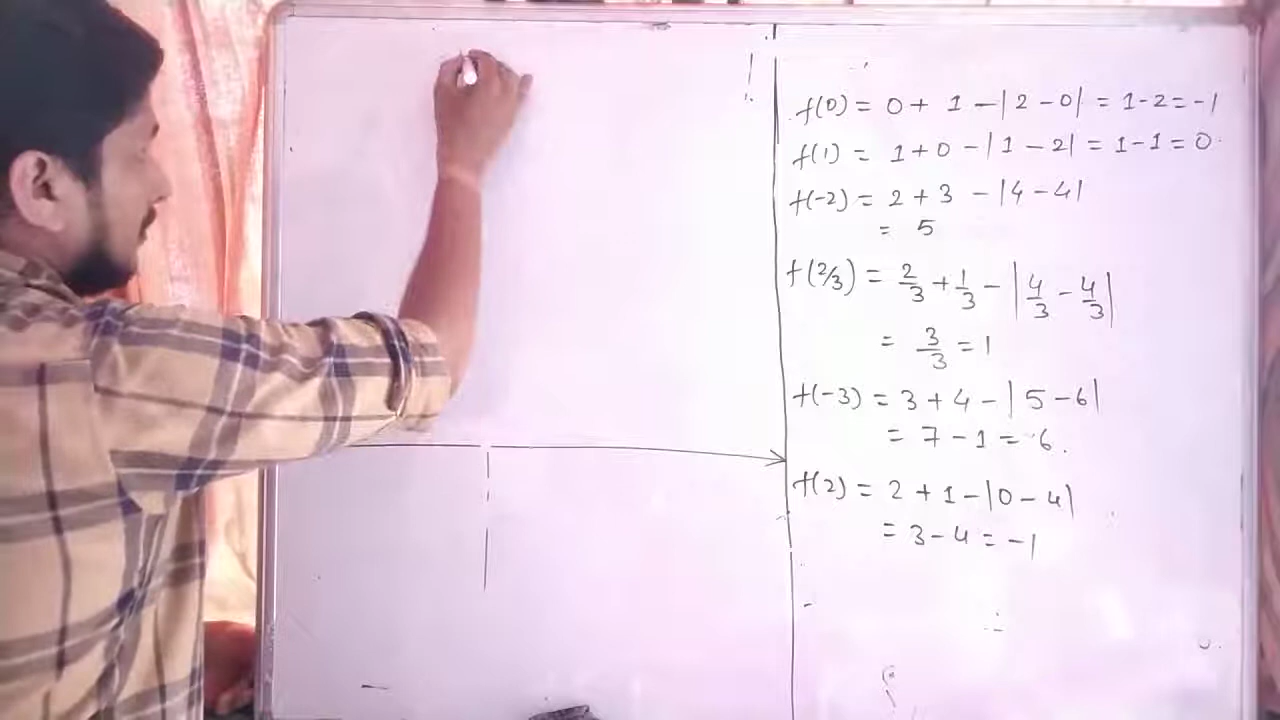 f(0) = 0 + 1 - |2 - 0| = 1 - 2 = -1
f(1) = 1 + 0 - |1 - 2| = 1 - 1 = 0
f(-2) = 2 + 3 - |4 - 4|
= 5
f(2/3) = 2/3 + 1/3 - |4/3 - 4/3|
= 3/3 = 1
f(-3) = 3 + 4 - |5 - 6|
= 7 - 1 = 6.
f(2) = 2 + 1 - |0 - 4|
= 3 - 4 = -1